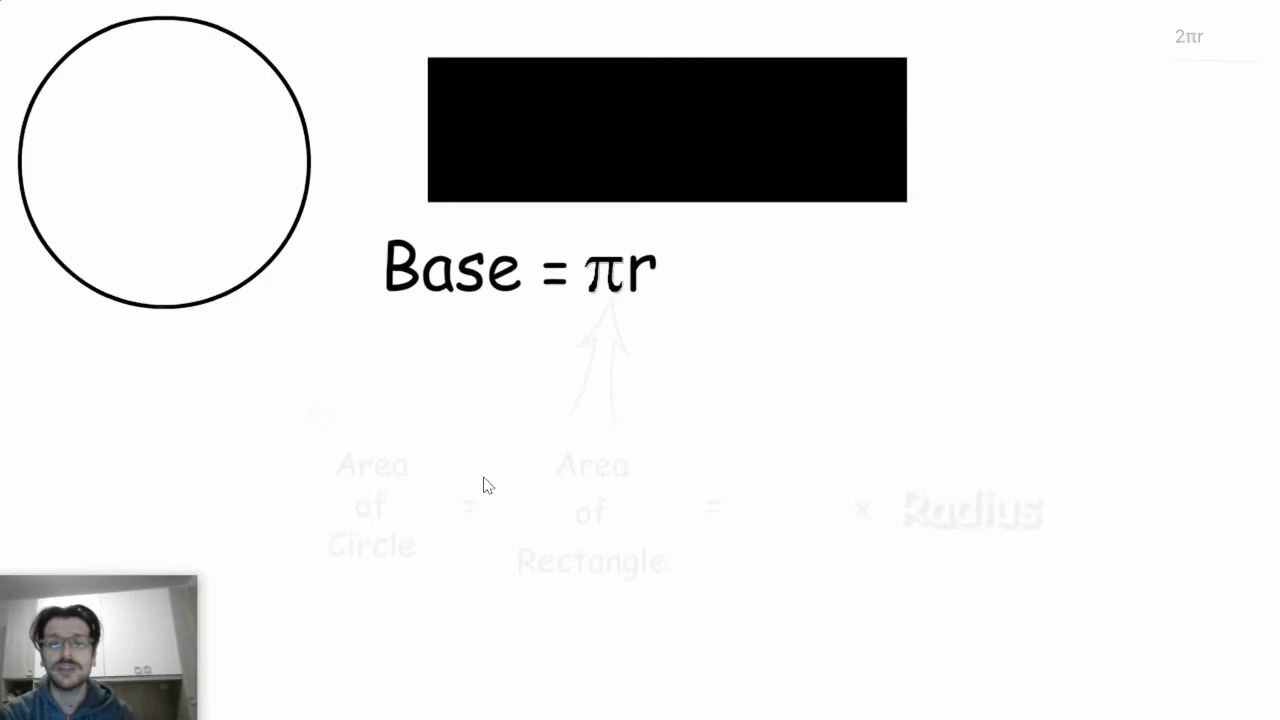 2πr
Base = πr
Area
of
Circle
=
Area
of
Rectangle
=
×
Radius